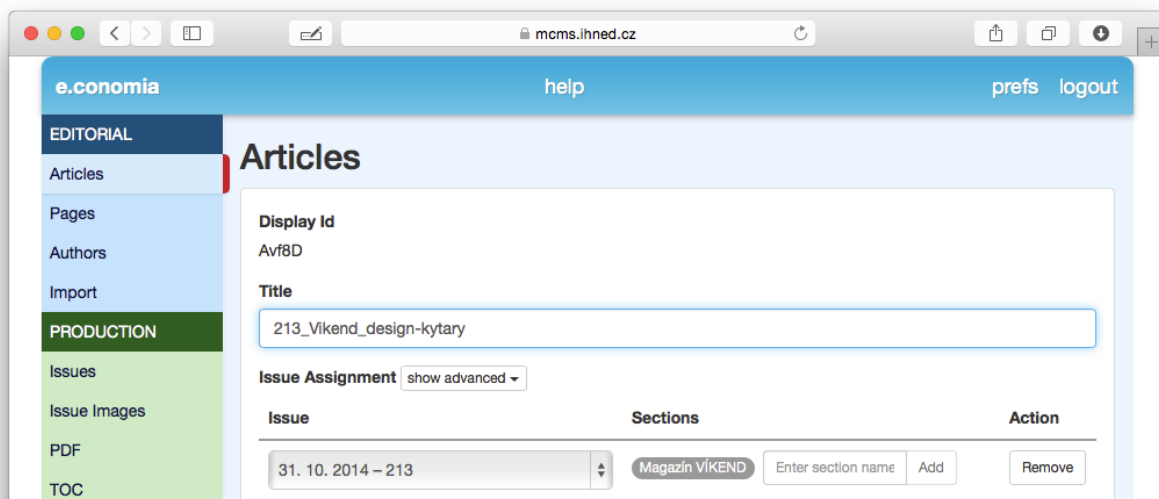 mcms.ihned.cz
e.conomia help prefs logout
EDITORIAL
Articles
Pages
Authors
Import
PRODUCTION
Issues
Issue Images
PDF
TOC
Articles
Display Id
Avf8D
Title
213_Vikend_design-kytary
Issue Assignment show advanced
Issue Sections Action
31. 10. 2014 – 213 Magazín VÍKEND Enter section name Add Remove